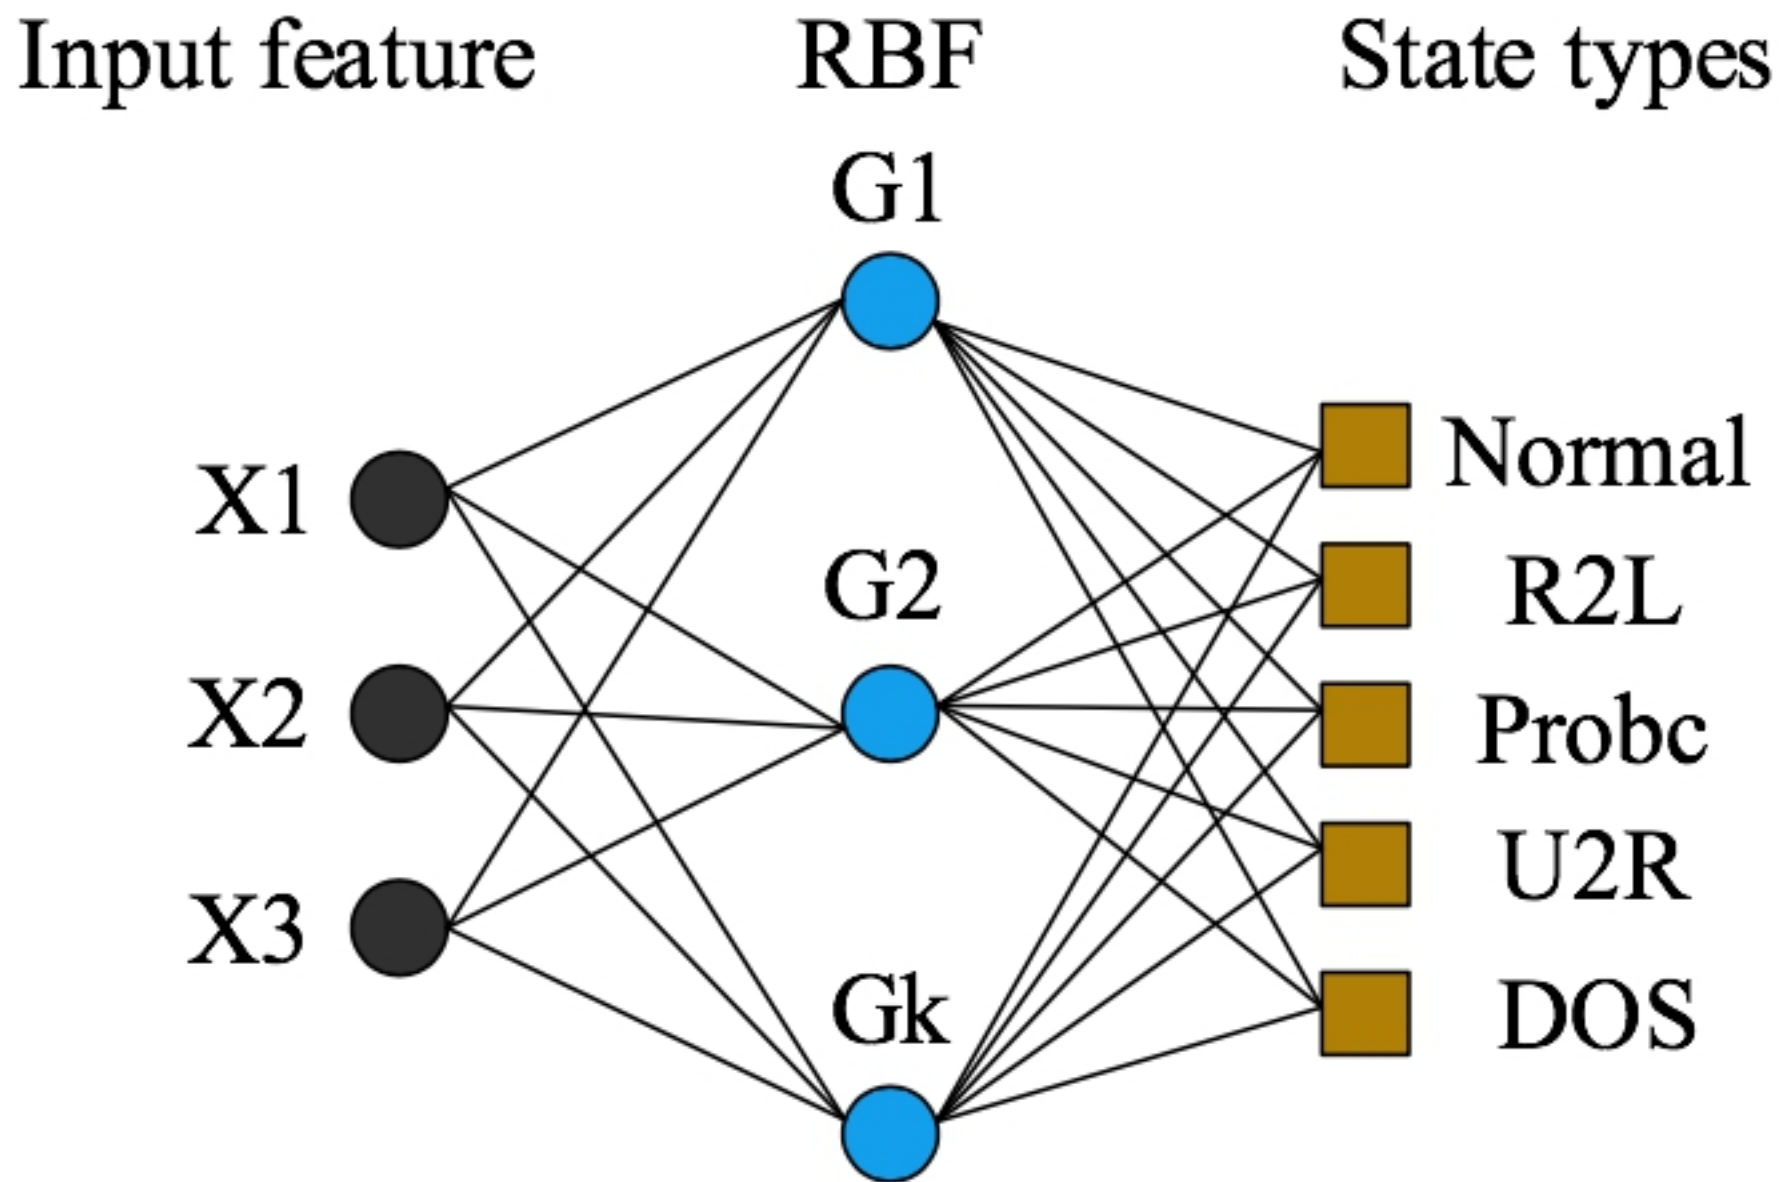 Input feature
RBF
State types
G1
X1
X2
X3
G2
Gk
Normal
R2L
Probc
U2R
DOS